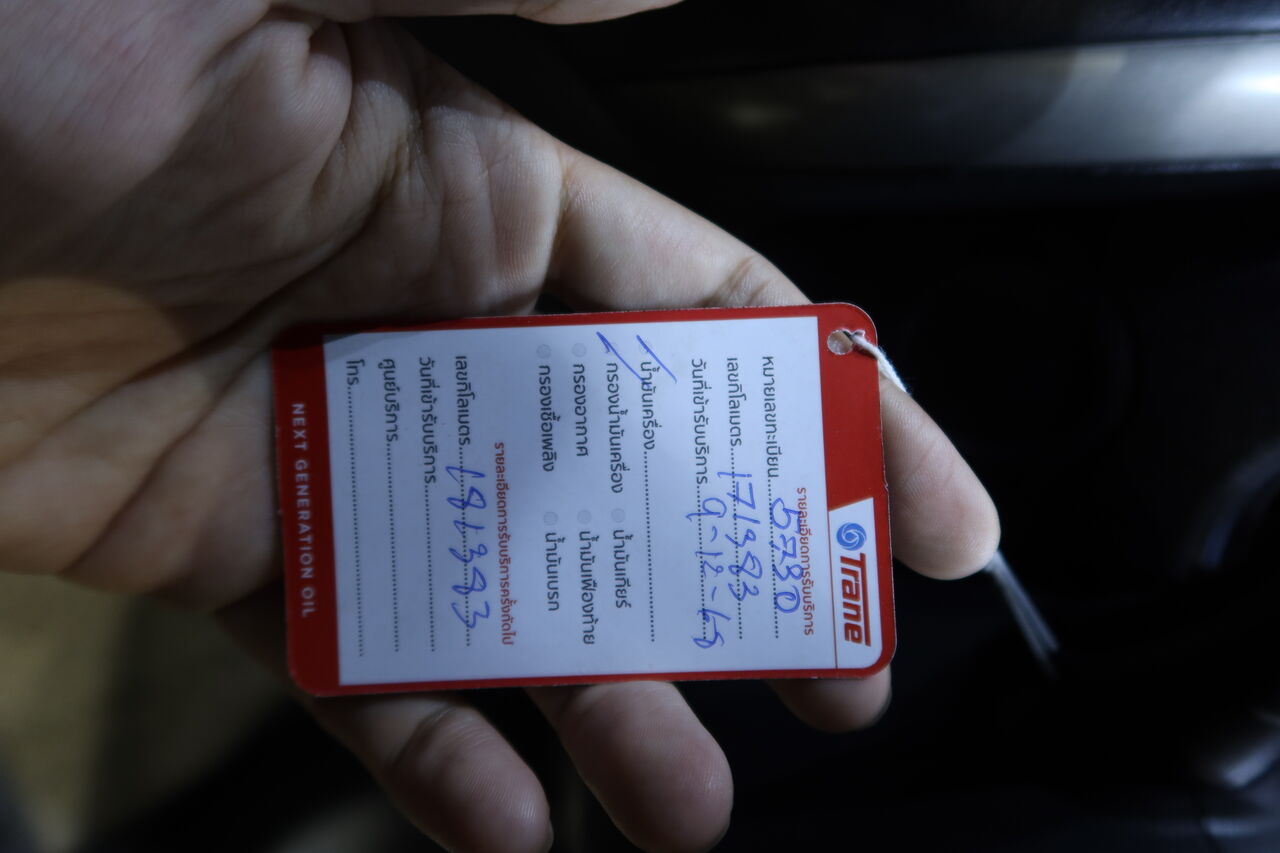 Trane
รายละเอียดการรับบริการ
หมายเลขทะเบียน.....5780
เลขกิโลเมตร.....
วันที่เข้ารับบริการ.....9-12-68
น้ำมันเครื่อง.....
กรองน้ำมันเครื่อง น้ำมันเกียร์
กรองอากาศ น้ำมันเฟืองท้าย
กรองเชื้อเพลิง น้ำมันเบรก
รายละเอียดการรับบริการครั้งถัดไป
เลขกิโลเมตร.....181393
วันที่เข้ารับบริการ.....
ศูนย์บริการ.....
โทร.....
NEXT GENERATION OIL